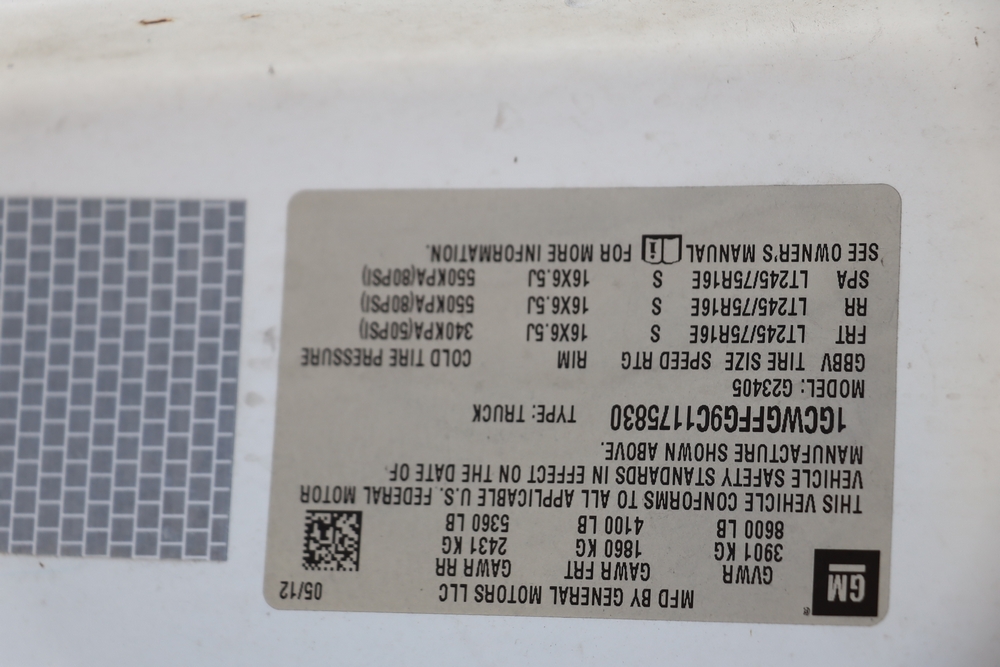 MFD BY GENERAL MOTORS LLC 05/12
GM
GVWR GAWR FRT GAWR RR
3901 KG 1860 KG 2431 KG
8600 LB 4100 LB 5360 LB
THIS VEHICLE CONFORMS TO ALL APPLICABLE U.S. FEDERAL MOTOR
VEHICLE SAFETY STANDARDS IN EFFECT ON THE DATE OF
MANUFACTURE SHOWN ABOVE.
1GCWGFFG9C1175830 TYPE: TRUCK
MODEL: G23405
GBBV TIRE SIZE SPEED RTG RIM COLD TIRE PRESSURE
FRT LT245/75R16E S 16X6.5J 340KPA(50PSI)
RR LT245/75R16E S 16X6.5J 550KPA(80PSI)
SPA LT245/75R16E S 16X6.5J 550KPA(80PSI)
SEE OWNER'S MANUAL i FOR MORE INFORMATION.